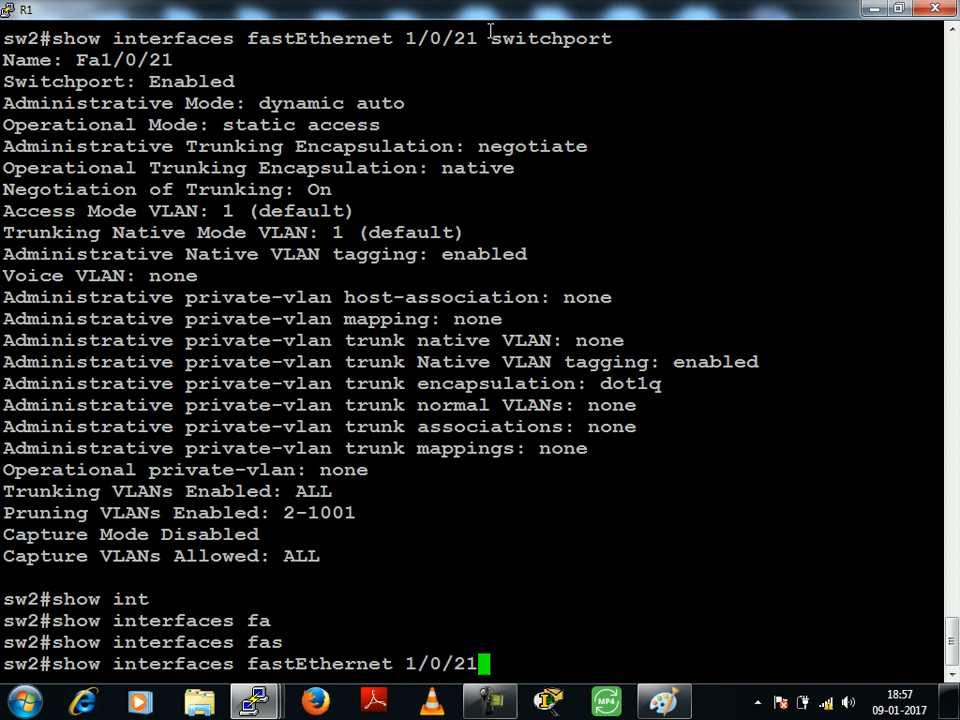 R1
sw2#show interfaces fastEthernet 1/0/21 switchport
Name: Fa1/0/21
Switchport: Enabled
Administrative Mode: dynamic auto
Operational Mode: static access
Administrative Trunking Encapsulation: negotiate
Operational Trunking Encapsulation: native
Negotiation of Trunking: On
Access Mode VLAN: 1 (default)
Trunking Native Mode VLAN: 1 (default)
Administrative Native VLAN tagging: enabled
Voice VLAN: none
Administrative private-vlan host-association: none
Administrative private-vlan mapping: none
Administrative private-vlan trunk native VLAN: none
Administrative private-vlan trunk Native VLAN tagging: enabled
Administrative private-vlan trunk encapsulation: dot1q
Administrative private-vlan trunk normal VLANs: none
Administrative private-vlan trunk associations: none
Administrative private-vlan trunk mappings: none
Operational private-vlan: none
Trunking VLANs Enabled: ALL
Pruning VLANs Enabled: 2-1001
Capture Mode Disabled
Capture VLANs Allowed: ALL
sw2#show int
sw2#show interfaces fa
sw2#show interfaces fas
sw2#show interfaces fastEthernet 1/0/21
MP4
18:57
09-01-2017